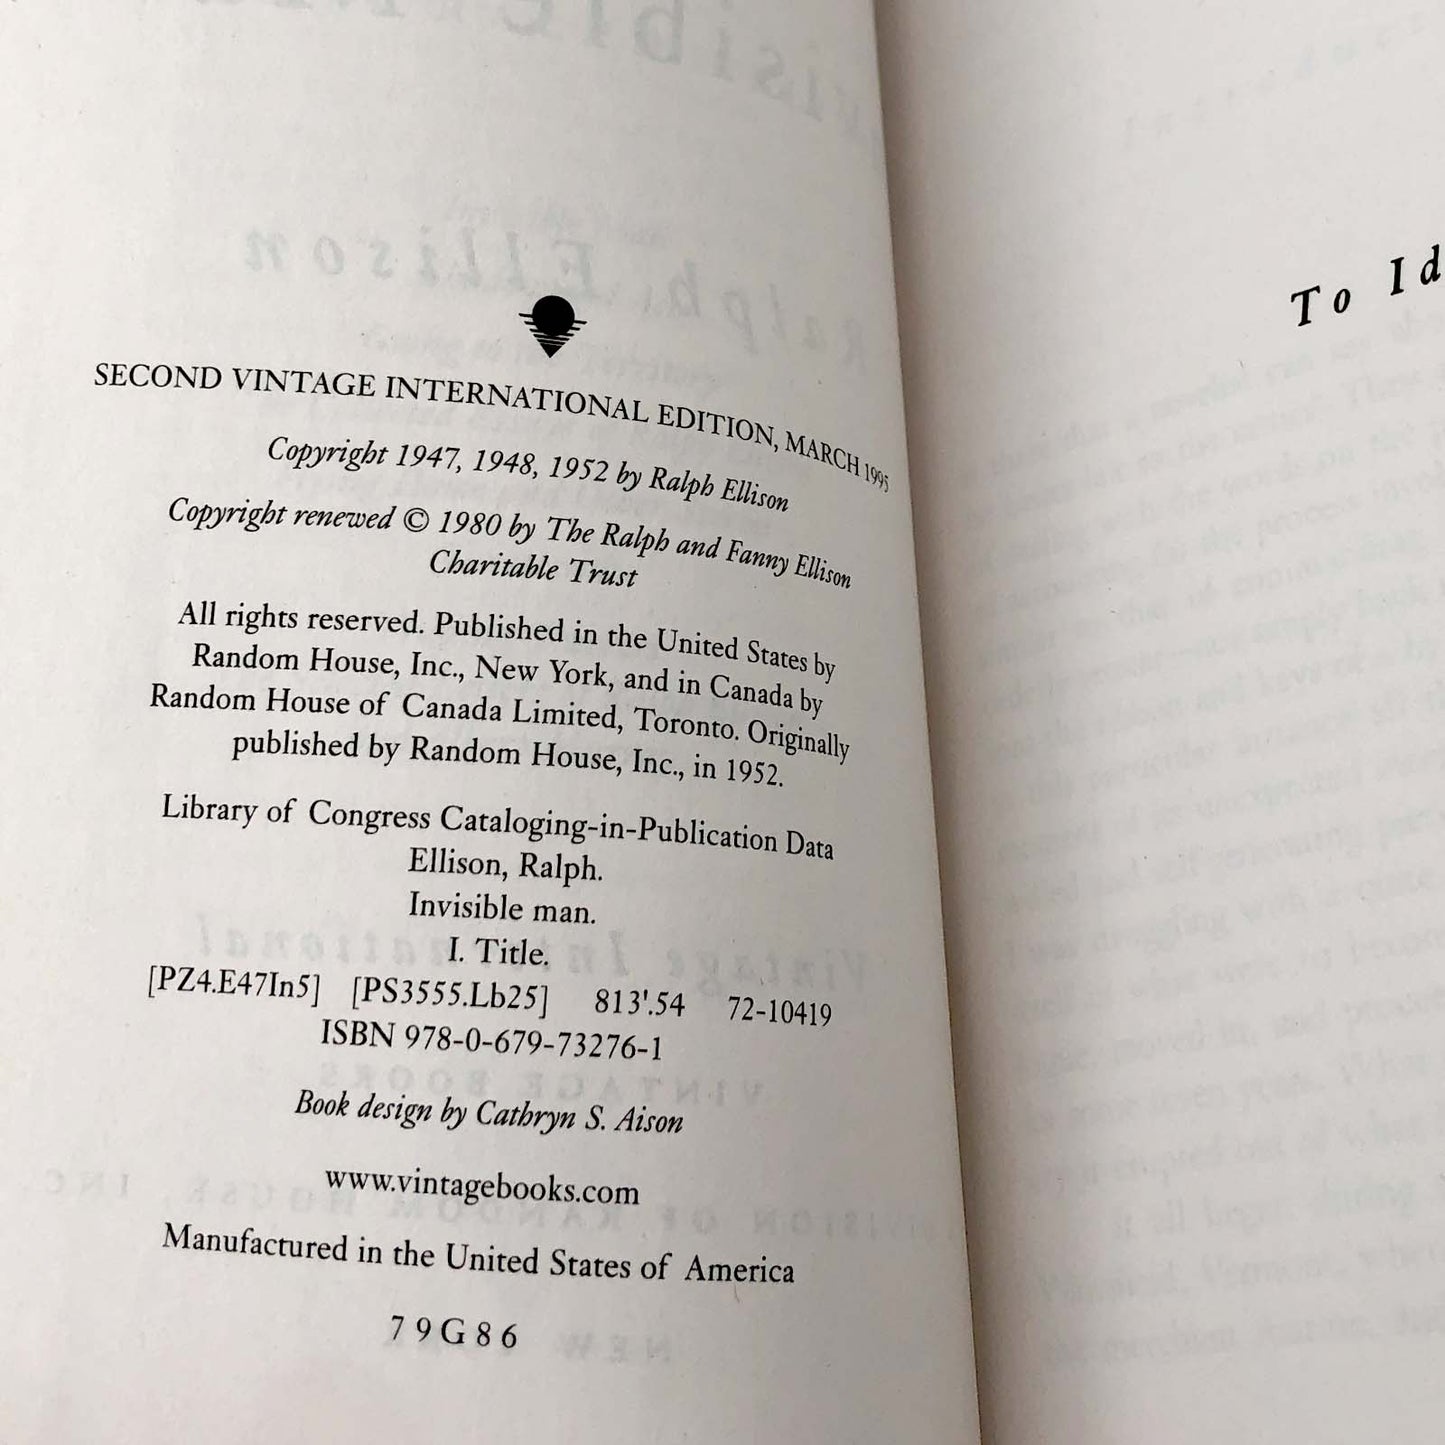 SECOND VINTAGE INTERNATIONAL EDITION, MARCH 1995
Copyright 1947, 1948, 1952 by Ralph Ellison
Copyright renewed © 1980 by The Ralph and Fanny Ellison
Charitable Trust
All rights reserved. Published in the United States by
Random House, Inc., New York, and in Canada by
Random House of Canada Limited, Toronto. Originally
published by Random House, Inc., in 1952.
Library of Congress Cataloging-in-Publication Data
Ellison, Ralph.
Invisible man.
I. Title.
[PZ4.E47In5] [PS3555.Lb25] 813'.54 72-10419
ISBN 978-0-679-73276-1
Book design by Cathryn S. Aison
www.vintagebooks.com
Manufactured in the United States of America
79G86
To Id